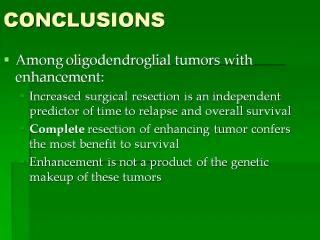 CONCLUSIONS
Among oligodendroglial tumors with
enhancement:
Increased surgical resection is an independent
predictor of time to relapse and overall survival
Complete resection of enhancing tumor confers
the most benefit to survival
Enhancement is not a product of the genetic
makeup of these tumors